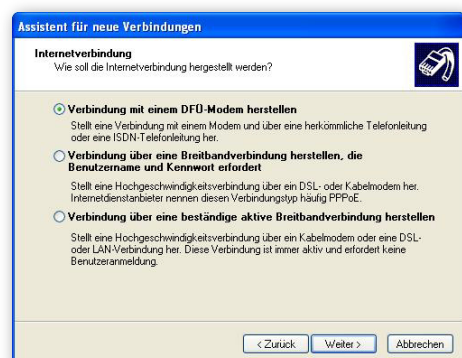 Assistent für neue Verbindungen
Internetverbindung
Wie soll die Internetverbindung hergestellt werden?
Verbindung mit einem DFÜ-Modem herstellen
Stellt eine Verbindung mit einem Modem und über eine herkömmliche Telefonleitung
oder eine ISDN-Telefonleitung her.
Verbindung über eine Breitbandverbindung herstellen, die
Benutzername und Kennwort erfordert
Stellt eine Hochgeschwindigkeitsverbindung über ein DSL- oder Kabelmodem her.
Internetdienstanbieter nennen diesen Verbindungstyp häufig PPPoE.
Verbindung über eine beständige aktive Breitbandverbindung herstellen
Stellt eine Hochgeschwindigkeitsverbindung über ein Kabelmodem oder eine DSL-
oder LAN-Verbindung her. Diese Verbindung ist immer aktiv und erfordert keine
Benutzeranmeldung.
< Zurück Weiter > Abbrechen